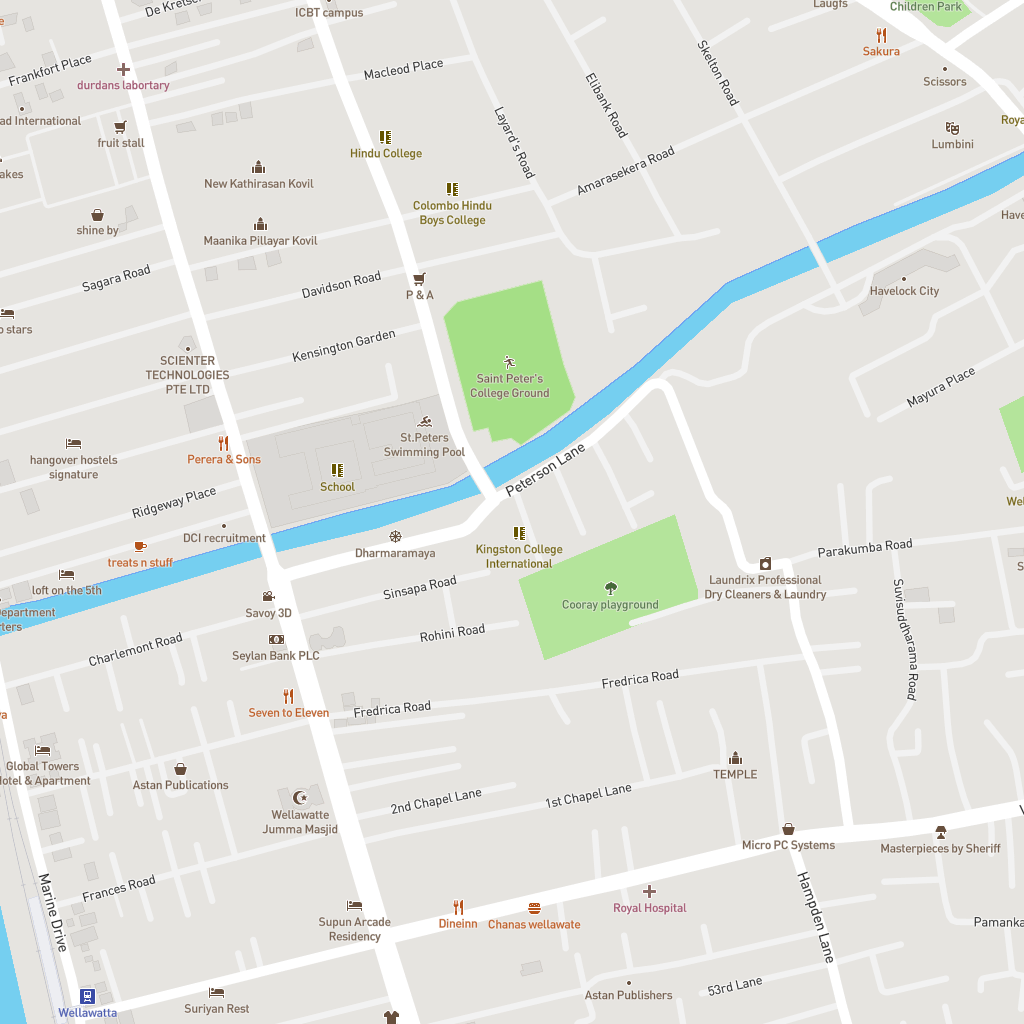 De Kretser
ICBT campus
Laugfs
Children Park
Frankfort Place
Macleod Place
Skelton Road
Sakura
durdans labortary
Elibank Road
Scissors
ad International
Layard's Road
Roya
fruit stall
Hindu College
Lumbini
akes
New Kathirasan Kovil
Amarasekera Road
Colombo Hindu
Boys College
shine by
Maanika Pillayar Kovil
Have
Sagara Road
Davidson Road
P & A
Havelock City
o stars
Kensington Garden
SCIENTER
TECHNOLOGIES
PTE LTD
Saint Peter's
College Ground
Mayura Place
St.Peters
Swimming Pool
hangover hostels
signature
Perera & Sons
School
Peterson Lane
Wel
Ridgeway Place
DCI recruitment
Dharmaramaya
Kingston College
International
Parakumba Road
treats n stuff
S
loft on the 5th
Sinsapa Road
Laundrix Professional
Dry Cleaners & Laundry
Cooray playground
Department
rters
Savoy 3D
Suvisuddharama Road
Charlemont Road
Rohini Road
Seylan Bank PLC
Fredrica Road
Fredrica Road
va
Seven to Eleven
Global Towers
Hotel & Apartment
Astan Publications
TEMPLE
2nd Chapel Lane
1st Chapel Lane
Wellawatte
Jumma Masjid
Micro PC Systems
Masterpieces by Sheriff
Frances Road
Marine Drive
Hampden Lane
Royal Hospital
Supun Arcade
Residency
Dineinn
Chanas wellawate
Pamanka
53rd Lane
Astan Publishers
Suriyan Rest
Wellawatta